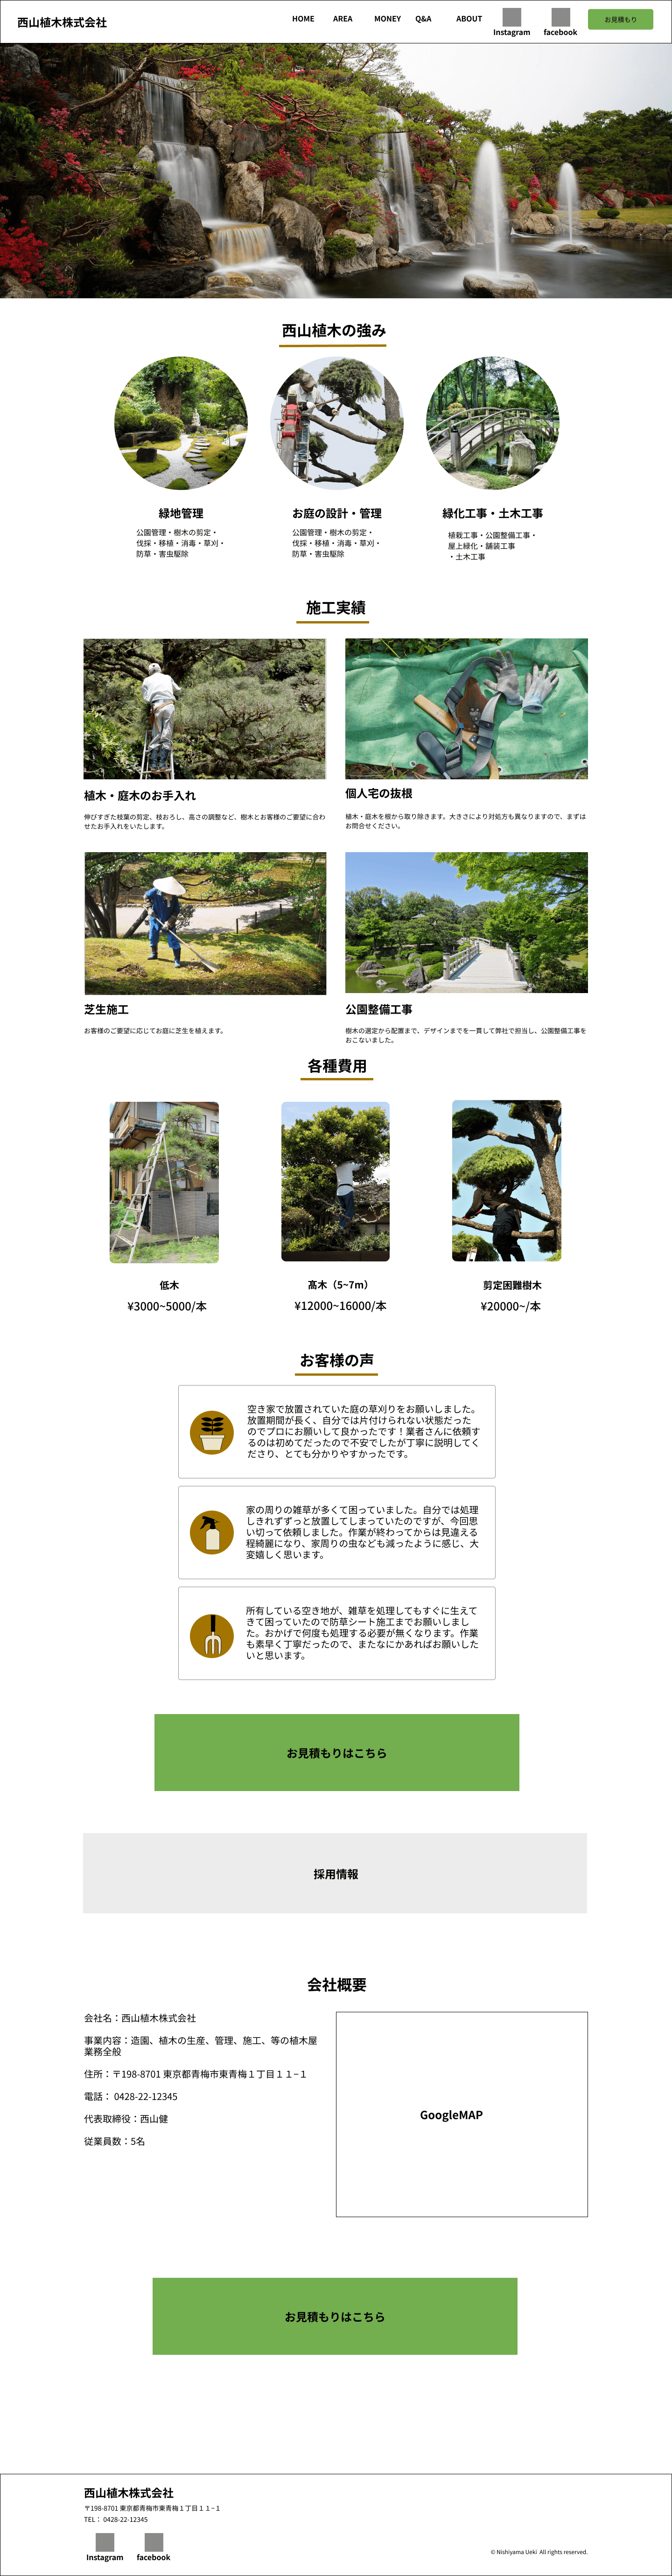 西山植木株式会社
HOME AREA MONEY Q&A ABOUT
Instagram facebook
お見積もり
西山植木の強み
緑地管理
公園管理・樹木の剪定・
伐採・移植・消毒・草刈・
防草・害虫駆除
お庭の設計・管理
公園管理・樹木の剪定・
伐採・移植・消毒・草刈・
防草・害虫駆除
緑化工事・土木工事
植栽工事・公園整備工事・
屋上緑化・舗装工事
・土木工事
施工実績
植木・庭木のお手入れ
伸びすぎた枝葉の剪定、枝おろし、高さの調整など、樹木とお客様のご要望に合わ
せたお手入れをいたします。
個人宅の抜根
植木・庭木を根から取り除きます。大きさにより対処方も異なりますので、まずは
お問合せください。
芝生施工
お客様のご要望に応じてお庭に芝生を植えます。
公園整備工事
樹木の選定から配置まで、デザインまでを一貫して弊社で担当し、公園整備工事を
おこないました。
各種費用
低木
¥3000~5000/本
髙木（5~7m）
¥12000~16000/本
剪定困難樹木
¥20000~/本
お客様の声
空き家で放置されていた庭の草刈りをお願いしました。
放置期間が長く、自分では片付けられない状態だった
のでプロにお願いして良かったです！業者さんに依頼す
るのは初めてだったので不安でしたが丁寧に説明してく
ださり、とても分かりやすかったです。
家の周りの雑草が多くて困っていました。自分では処理
しきれずずっと放置してしまっていたのですが、今回思
い切って依頼しました。作業が終わってからは見違える
程綺麗になり、家周りの虫なども減ったように感じ、大
変嬉しく思います。
所有している空き地が、雑草を処理してもすぐに生えて
きて困っていたので防草シート施工までお願いしまし
た。おかげで何度も処理する必要が無くなります。作業
も素早く丁寧だったので、またなにかあればお願いした
いと思います。
お見積もりはこちら
採用情報
会社概要
会社名：西山植木株式会社
事業内容：造園、植木の生産、管理、施工、等の植木屋
業務全般
住所：〒198-8701 東京都青梅市東青梅１丁目１１−１
電話： 0428-22-12345
代表取締役：西山健
従業員数：5名
GoogleMAP
お見積もりはこちら
西山植木株式会社
〒198-8701 東京都青梅市東青梅１丁目１１−１
TEL： 0428-22-12345
Instagram facebook
© Nishiyama Ueki All rights reserved.